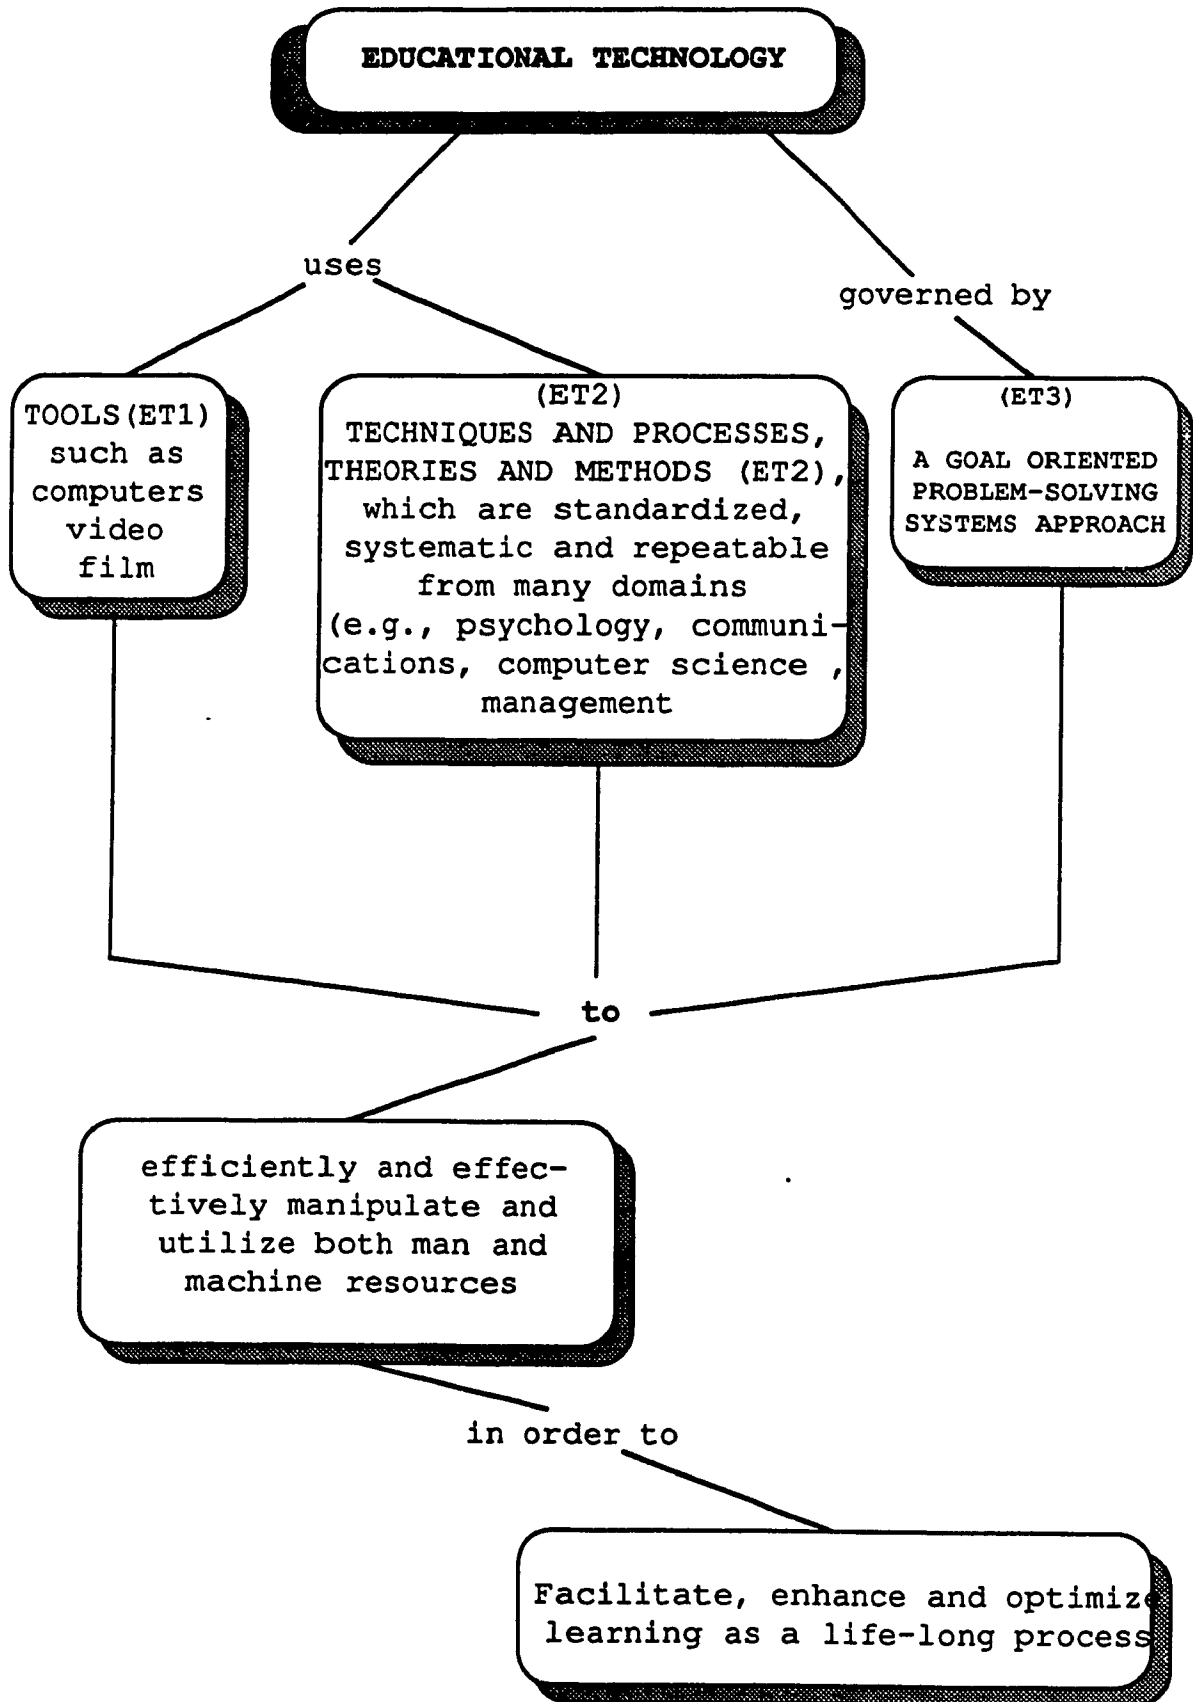 EDUCATIONAL TECHNOLOGY
uses
governed by
TOOLS(ET1)
such as
computers
video
film
(ET2)
TECHNIQUES AND PROCESSES,
THEORIES AND METHODS (ET2),
which are standardized,
systematic and repeatable
from many domains
(e.g., psychology, communi-
cations, computer science ,
management
(ET3)
A GOAL ORIENTED
PROBLEM-SOLVING
SYSTEMS APPROACH
to
efficiently and effec-
tively manipulate and
utilize both man and
machine resources
in order to
Facilitate, enhance and optimize
learning as a life-long process